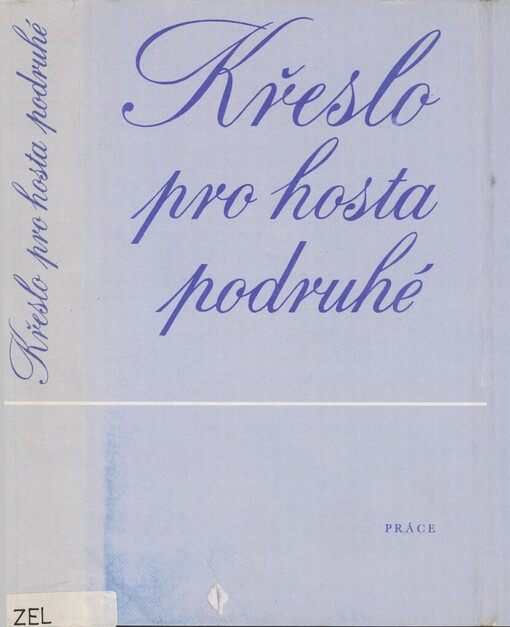 Křeslo pro hosta podruhé
Křeslo
pro hosta
podruhé
PRÁCE
ZEL